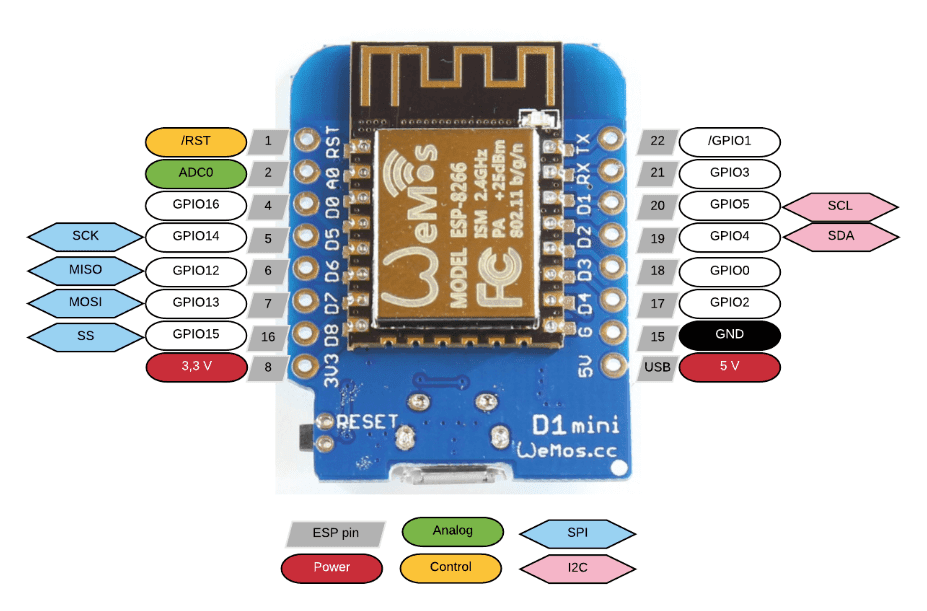 /RST 1 RST TX 22 /GPIO1
ADC0 2 A0 RX 21 GPIO3
GPIO16 4 D0 D1 20 GPIO5 SCL
SCK GPIO14 5 D5 D2 19 GPIO4 SDA
MISO GPIO12 6 D6 D3 18 GPIO0
MOSI GPIO13 7 D7 D4 17 GPIO2
SS GPIO15 16 D8 G 15 GND
3,3 V 8 3V3 5V USB 5 V
WeMos
MODEL ESP-8266
ISM 2.4GHz
PA +25dBm
802.11 b/g/n
FC
RESET
D1 mini
WeMos.cc
ESP pin Analog SPI
Power Control I2C